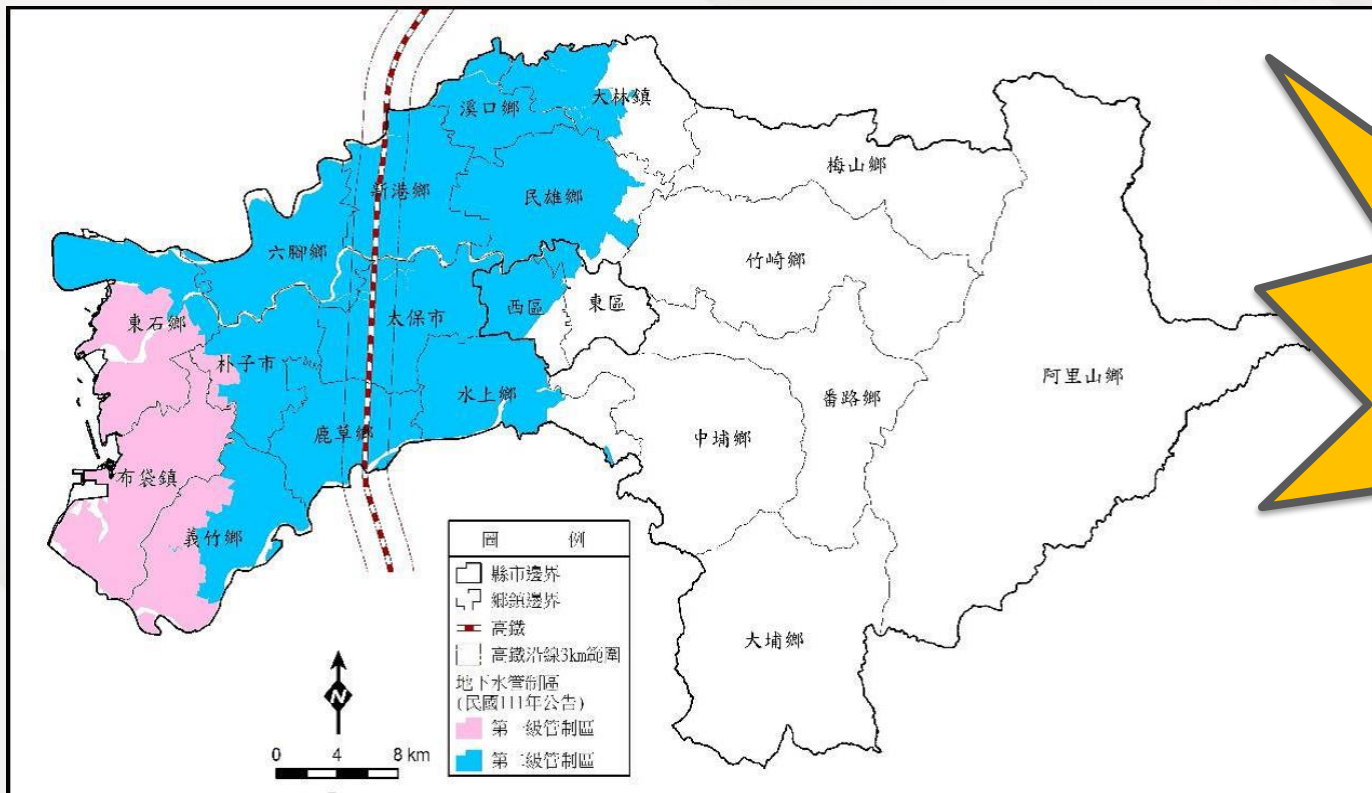 溪口鄉
大林鎮
梅山鄉
新港鄉
民雄鄉
六腳鄉
竹崎鄉
東石鄉
太保市
西區
東區
朴子市
水上鄉
阿里山鄉
番路鄉
鹿草鄉
中埔鄉
布袋鎮
義竹鄉
大埔鄉
圖 例
縣市邊界
鄉鎮邊界
高鐵
高鐵沿線3km範圍
地下水管制區
(民國111年公告)
第一級管制區
第二級管制區
N
0 4 8 km